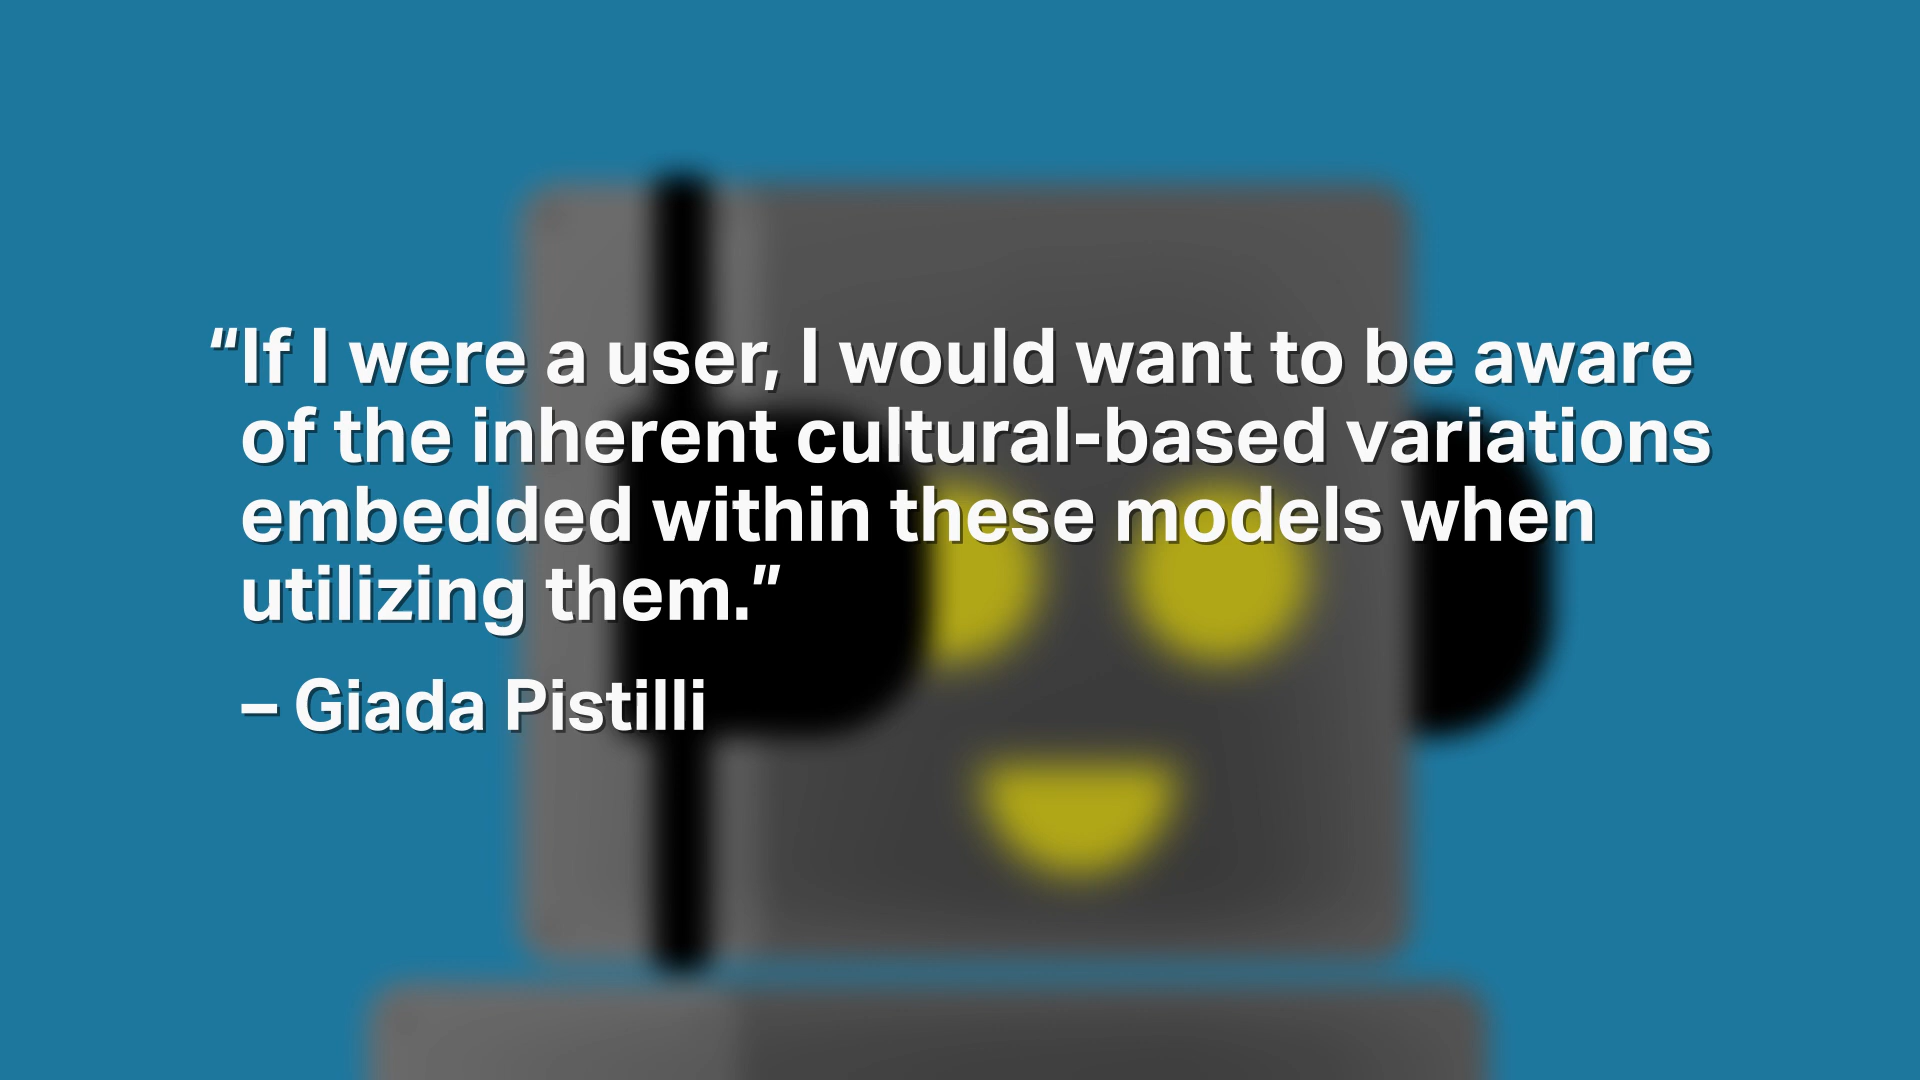 “If I were a user, I would want to be aware
of the inherent cultural-based variations
embedded within these models when
utilizing them.”
– Giada Pistilli